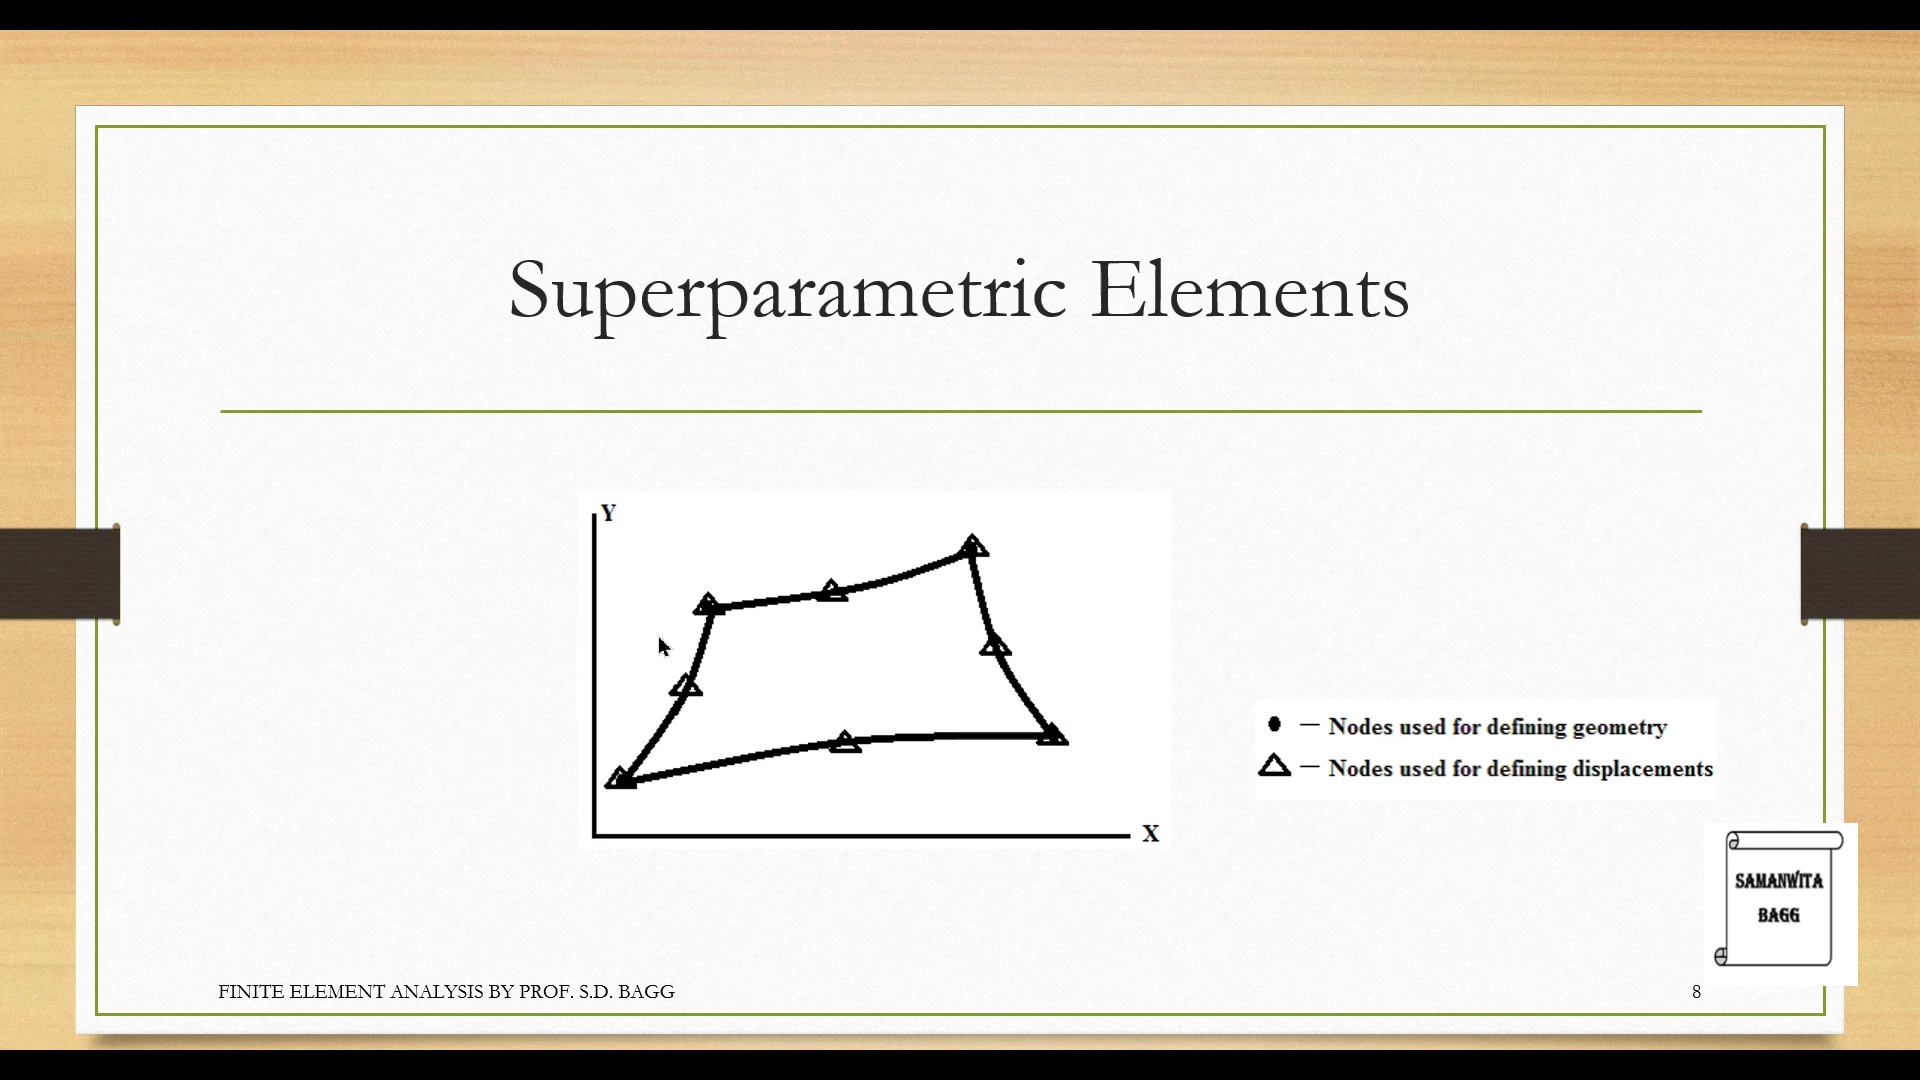 Superparametric Elements
Y
X
— Nodes used for defining geometry
— Nodes used for defining displacements
SAMANWITA
BAGG
FINITE ELEMENT ANALYSIS BY PROF. S.D. BAGG
8